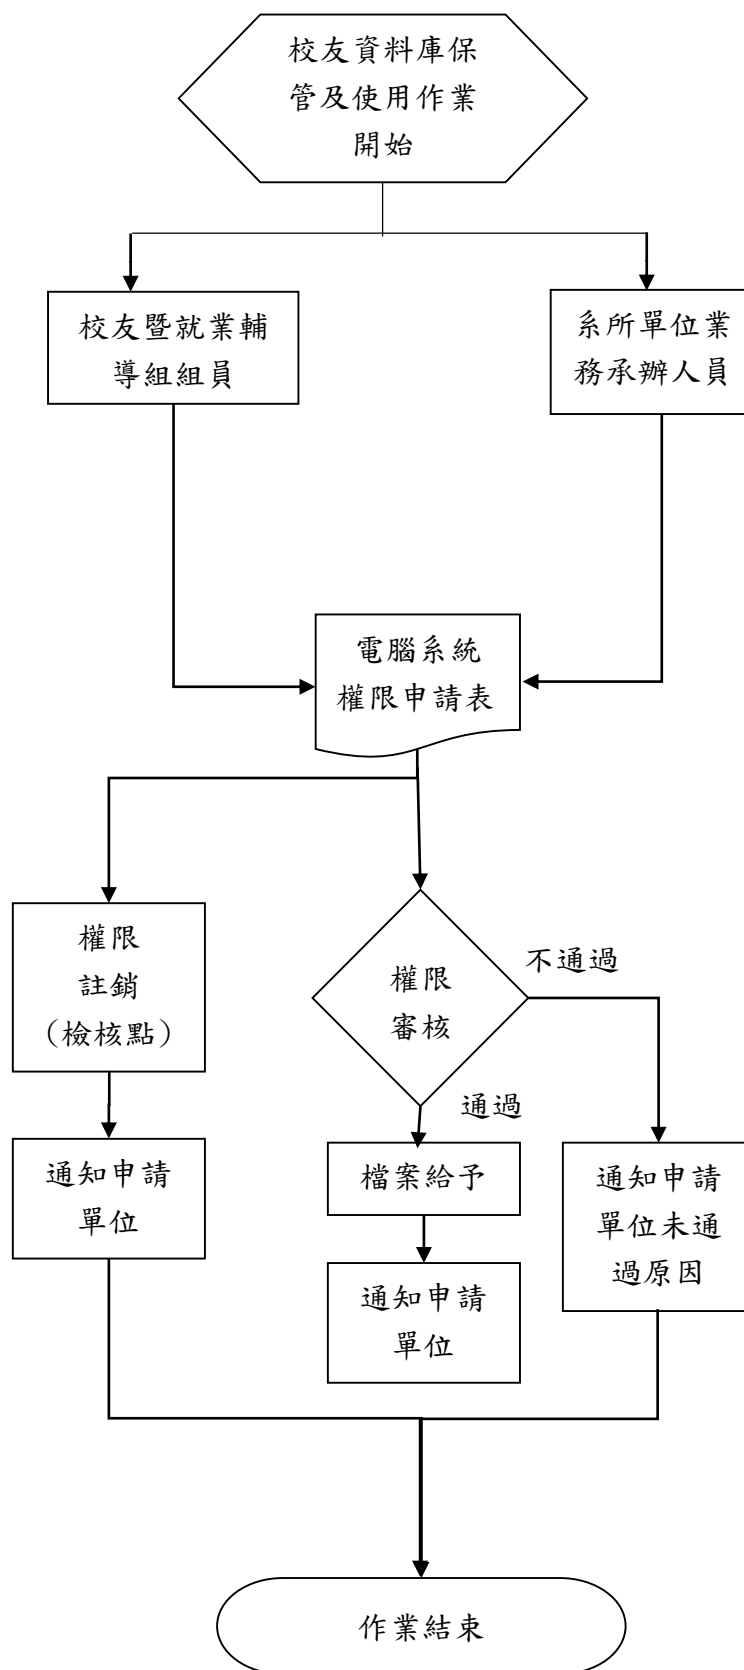 校友資料庫保
管及使用作業
開始
校友暨就業輔
導組組員
系所單位業
務承辦人員
電腦系統
權限申請表
權限
註銷
(檢核點)
權限
審核
不通過
通過
通知申請
單位
檔案給予
通知申請
單位未通
過原因
通知申請
單位
作業結束